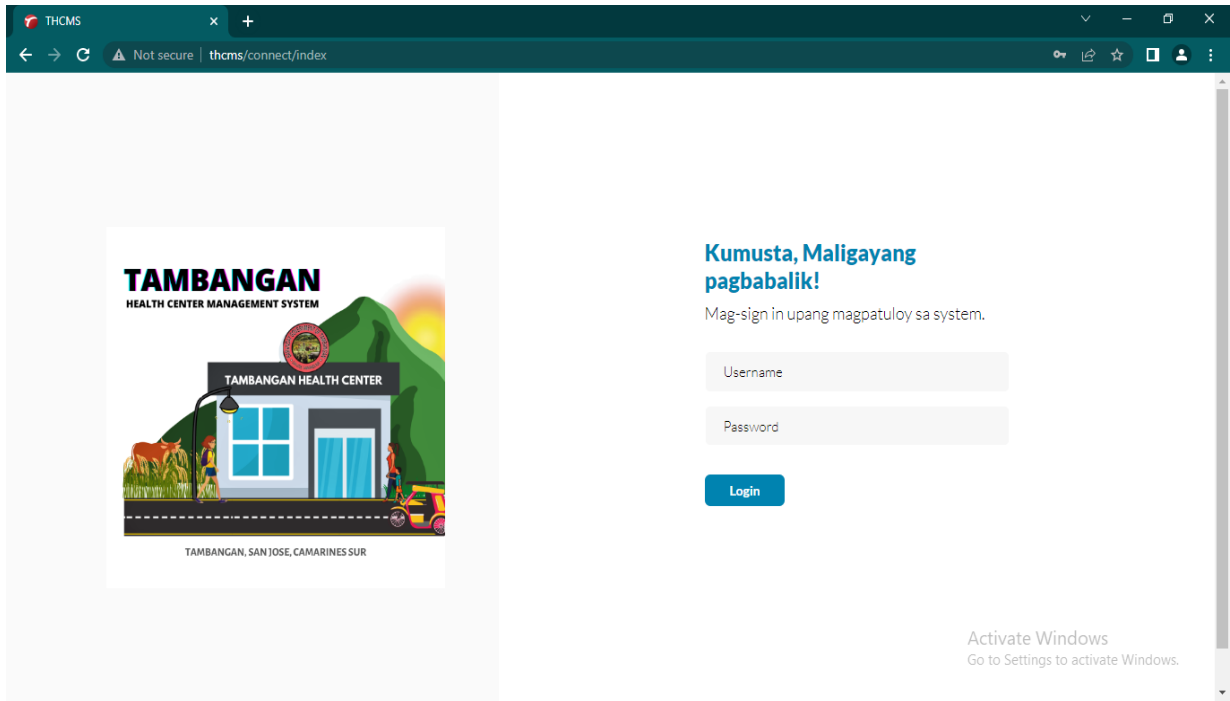 THCMS
Not secure
thcms/connect/index
TAMBANGAN
HEALTH CENTER MANAGEMENT SYSTEM
TAMBANGAN HEALTH CENTER
TAMBANGAN, SAN JOSE, CAMARINES SUR
Kumusta, Maligayang
pagbabalik!
Mag-sign in upang magpatuloy sa system.
Username
Password
Login
Activate Windows
Go to Settings to activate Windows.